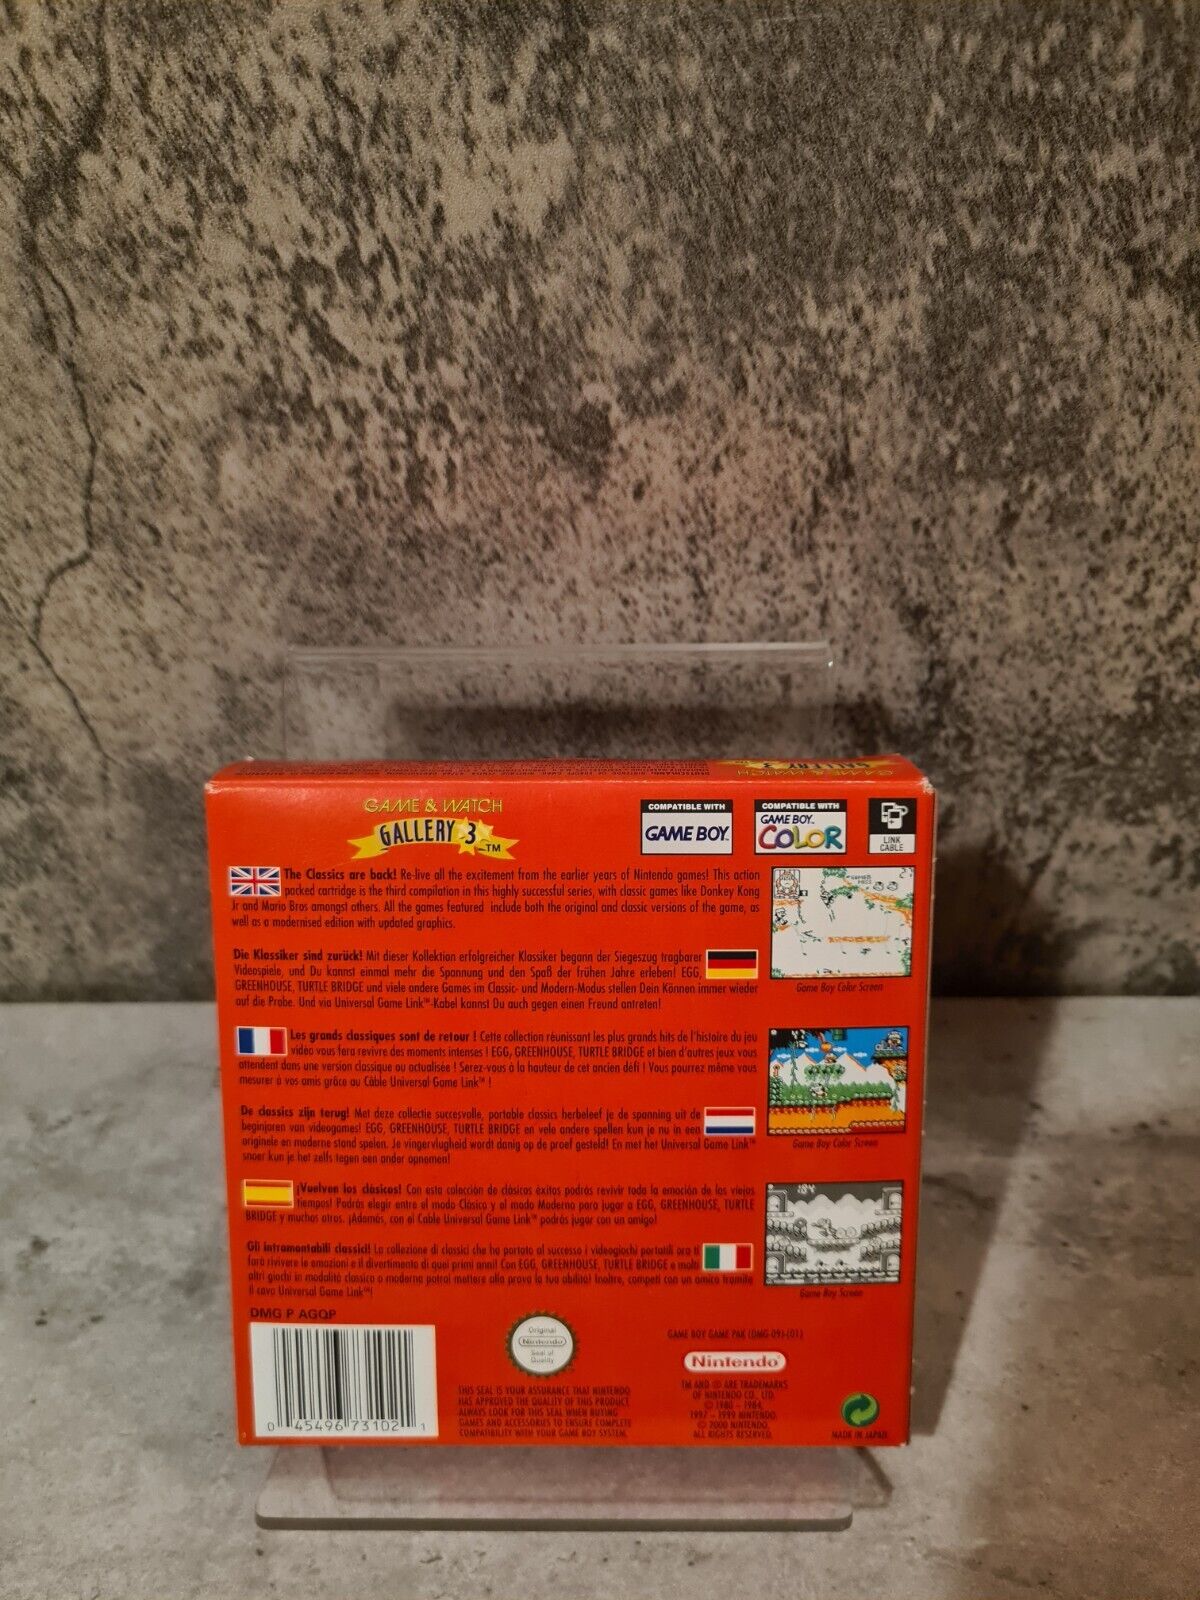 GALLERY 3
GAME & WATCH
GAME & WATCH
GALLERY 3 ™
COMPATIBLE WITH
GAME BOY™
COMPATIBLE WITH
GAME BOY™
COLOR
LINK
CABLE
The Classics are back! Re-live all the excitement from the earlier years of Nintendo games! This action
packed cartridge is the third compilation in this highly successful series, with classic games like Donkey Kong
Jr and Mario Bros amongst others. All the games featured include both the original and classic versions of the game, as
well as a modernised edition with updated graphics.
Game Boy Color Screen
Die Klassiker sind zurück! Mit dieser Kollektion erfolgreicher Klassiker begann der Siegeszug tragbarer
Videospiele, und Du kannst einmal mehr die Spannung und den Spaß der frühen Jahre erleben! EGG,
GREENHOUSE, TURTLE BRIDGE und viele andere Games im Classic- und Modern-Modus stellen Dein Können immer wieder
auf die Probe. Und via Universal Game Link™-Kabel kannst Du auch gegen einen Freund antreten!
Les grands classiques sont de retour ! Cette collection réunissant les plus grands hits de l'histoire du jeu
vidéo vous fera revivre des moments intenses ! EGG, GREENHOUSE, TURTLE BRIDGE et bien d'autres jeux vous
attendent dans une version classique ou actualisée ! Serez-vous à la hauteur de cet ancien défi ! Vous pourrez même vous
mesurer à vos amis grâce au Câble Universal Game Link™ !
Game Boy Color Screen
De classics zijn terug! Met deze collectie succesvolle, portable classics herbeleef je de spanning uit de
beginjaren van videogames! EGG, GREENHOUSE, TURTLE BRIDGE en vele andere spellen kun je nu in een
originele en moderne stand spelen. Je vingervlugheid wordt danig op de proef gesteld! En met het Universal Game Link™
snoer kun je het zelfs tegen een ander opnemen!
¡Vuelven los clásicos! Con esta colección de clásicos éxitos podrás revivir toda la emoción de los viejos
tiempos! Podrás elegir entre el modo Clásico y el modo Moderno para jugar a EGG, GREENHOUSE, TURTLE
BRIDGE y muchos otros. ¡Además, con el Cable Universal Game Link™ podrás jugar con un amigo!
Gli intramontabili classici! La collezione di classici che ha portato al successo i videogiochi portatili ora ti
farà rivivere le emozioni e il divertimento di quei primi anni! Con EGG, GREENHOUSE, TURTLE BRIDGE e molti
altri giochi in modalità classica o moderna potrai mettere alla prova la tua abilità! Inoltre, competi con un amico tramite
il cavo Universal Game Link™!
Game Boy Screen
DMG P AGQP
0 45496 73102 1
Original
Nintendo
Seal of
Quality
THIS SEAL IS YOUR ASSURANCE THAT NINTENDO
HAS APPROVED THE QUALITY OF THIS PRODUCT.
ALWAYS LOOK FOR THIS SEAL WHEN BUYING
GAMES AND ACCESSORIES TO ENSURE COMPLETE
COMPATIBILITY WITH YOUR GAME BOY SYSTEM.
GAME BOY GAME PAK (DMG-09)-(01)
Nintendo®
TM AND ® ARE TRADEMARKS
OF NINTENDO CO., LTD.
© 1980 – 1984,
1997 – 1999 NINTENDO.
© 2000 NINTENDO.
ALL RIGHTS RESERVED.
MADE IN JAPAN